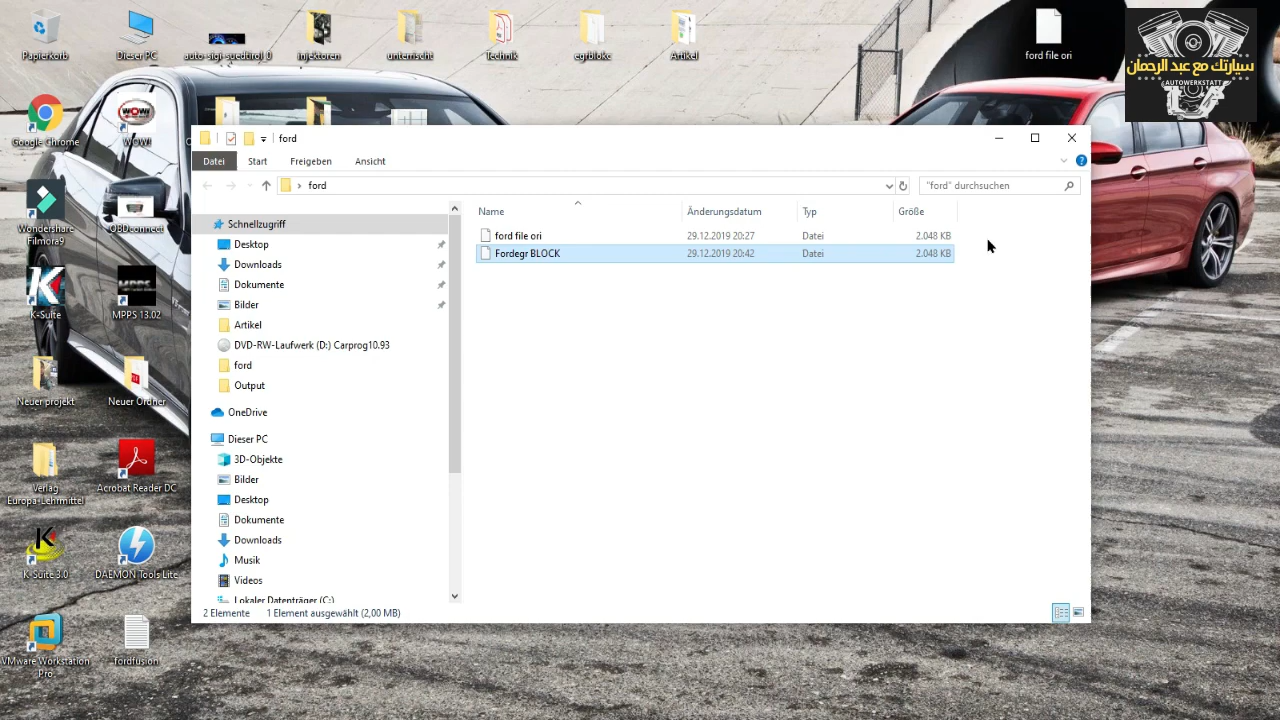 Papierkorb
Dieser PC
auto-sigi-suedtirol_0
injektoren
unterrischt
Technik
egrblokc
Artikel
ford file ori
سيارتك مع عبد الرحمان
AUTOWERKSTATT
Google Chrome
WOW!
Wondershare
Filmora9
OBDconnect
K-Suite
MPPS 13.02
Neuer projekt
Neuer Ordner
Verlag
Europa-Lehrmittel
Acrobat Reader DC
K-Suite 3.0
DAEMON Tools Lite
VMware Workstation
Pro
fordfusion
ford
Datei Start Freigeben Ansicht
ford
"ford" durchsuchen
Name Änderungsdatum Typ Größe
ford file ori 29.12.2019 20:27 Datei 2.048 KB
Fordegr BLOCK 29.12.2019 20:42 Datei 2.048 KB
Schnellzugriff
Desktop
Downloads
Dokumente
Bilder
Artikel
DVD-RW-Laufwerk (D:) Carprog10.93
ford
Output
OneDrive
Dieser PC
3D-Objekte
Bilder
Desktop
Dokumente
Downloads
Musik
Videos
Lokaler Datenträger (C:)
2 Elemente 1 Element ausgewählt (2,00 MB)